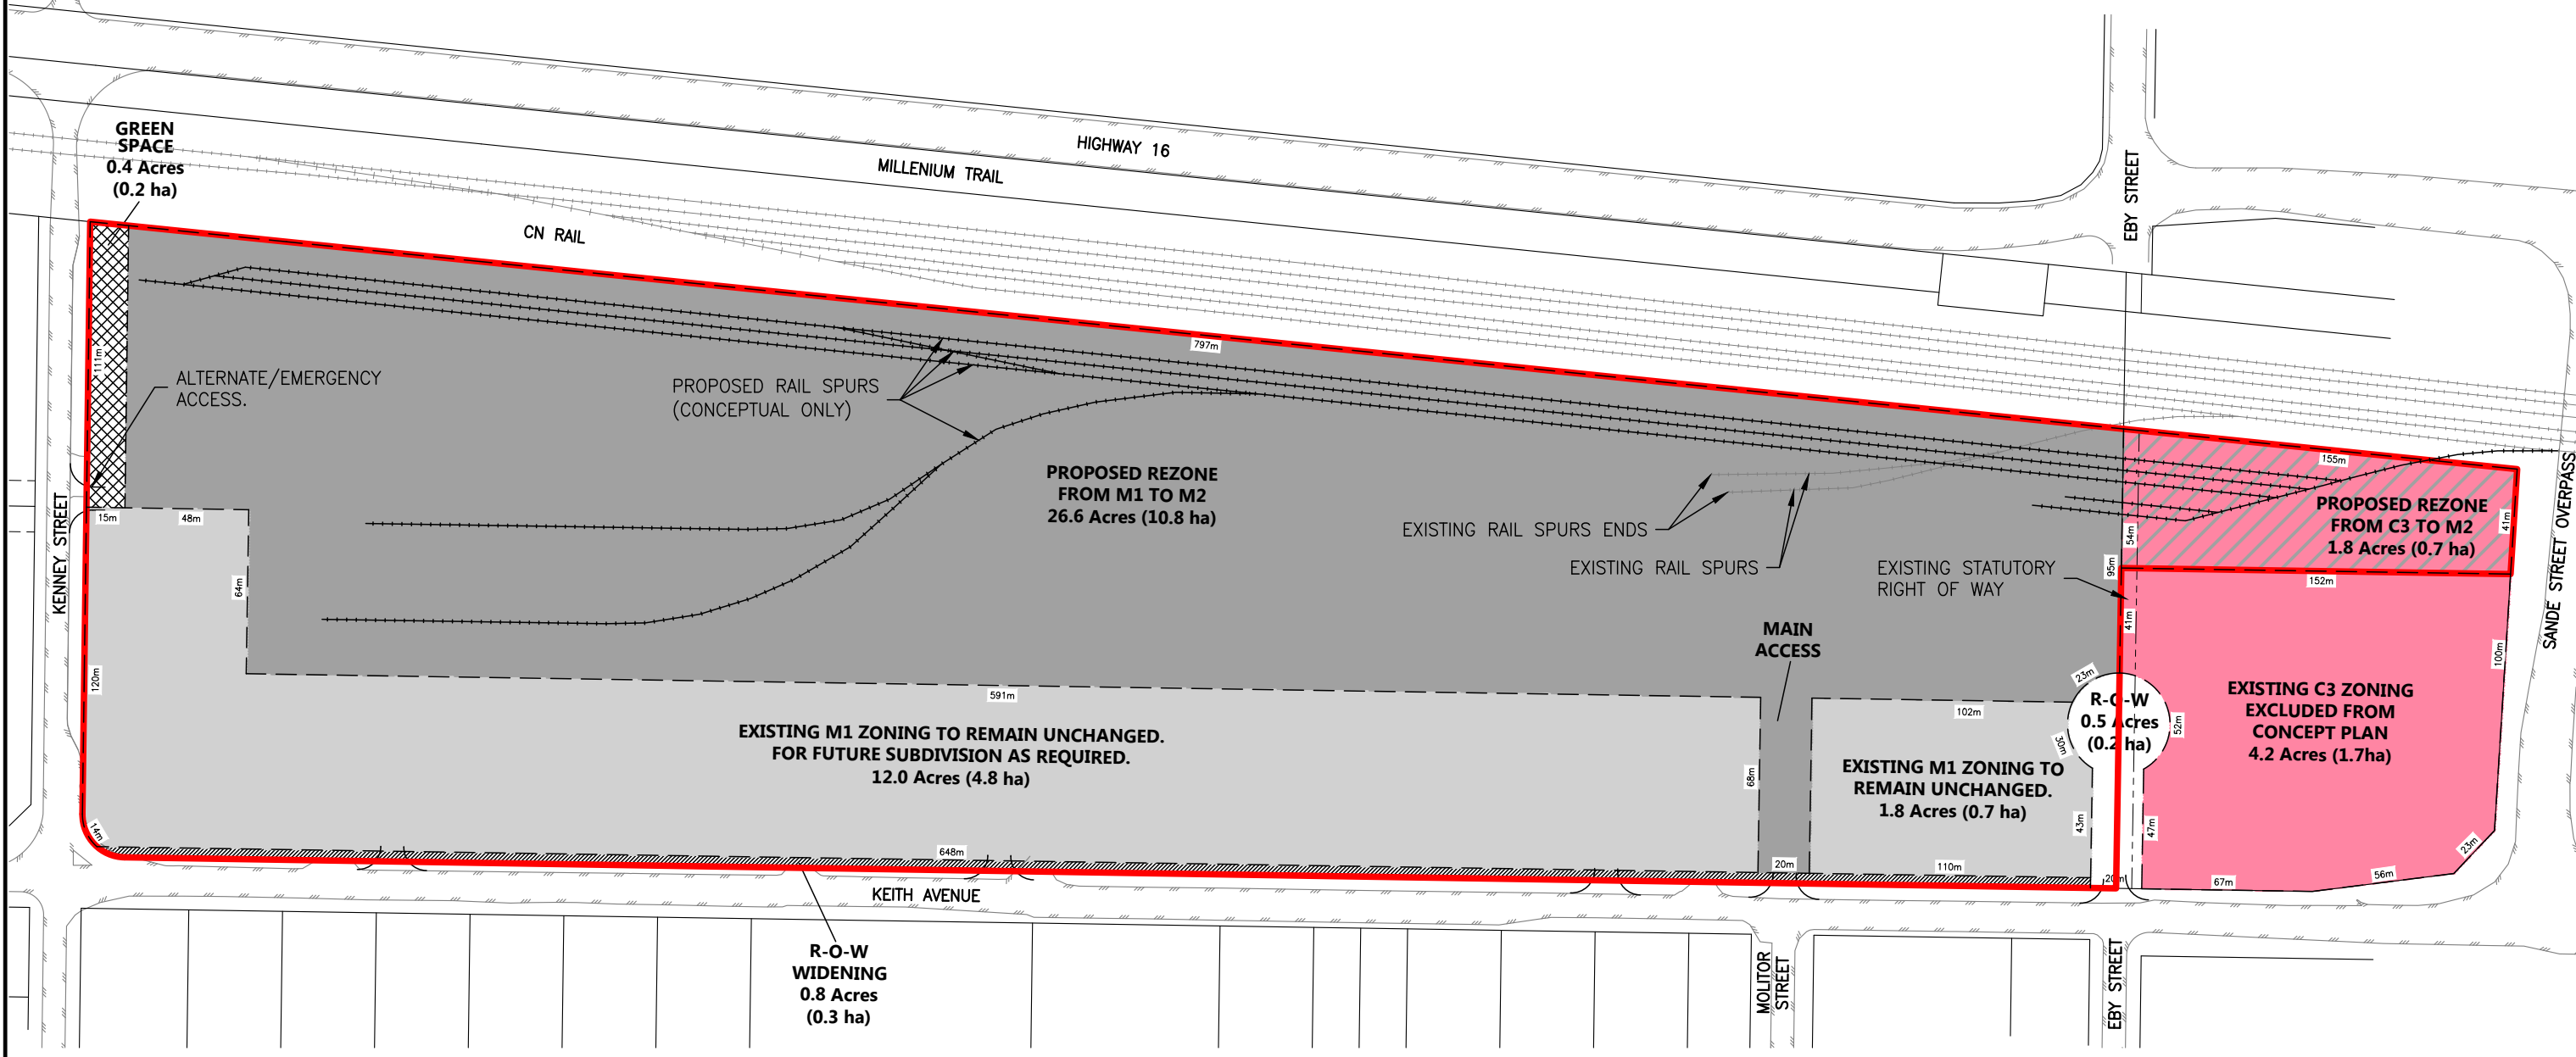 HIGHWAY 16
MILLENIUM TRAIL
CN RAIL
EBY STREET
GREEN
SPACE
0.4 Acres
(0.2 ha)
111m
797m
155m
ALTERNATE/EMERGENCY
ACCESS.
PROPOSED RAIL SPURS
(CONCEPTUAL ONLY)
PROPOSED REZONE
FROM M1 TO M2
26.6 Acres (10.8 ha)
EXISTING RAIL SPURS ENDS
EXISTING RAIL SPURS
EXISTING STATUTORY
RIGHT OF WAY
PROPOSED REZONE
FROM C3 TO M2
1.8 Acres (0.7 ha)
41m
54m
95m
152m
41m
SANDE STREET OVERPASS
KENNEY STREET
15m
48m
64m
120m
591m
MAIN
ACCESS
102m
23m
R-O-W
0.5 Acres
(0.2 ha)
30m
52m
100m
EXISTING C3 ZONING
EXCLUDED FROM
CONCEPT PLAN
4.2 Acres (1.7ha)
EXISTING M1 ZONING TO REMAIN UNCHANGED.
FOR FUTURE SUBDIVISION AS REQUIRED.
12.0 Acres (4.8 ha)
68m
EXISTING M1 ZONING TO
REMAIN UNCHANGED.
1.8 Acres (0.7 ha)
43m
47m
14m
648m
20m
110m
20m
67m
56m
23m
KEITH AVENUE
R-O-W
WIDENING
0.8 Acres
(0.3 ha)
MOLITOR
STREET
EBY STREET